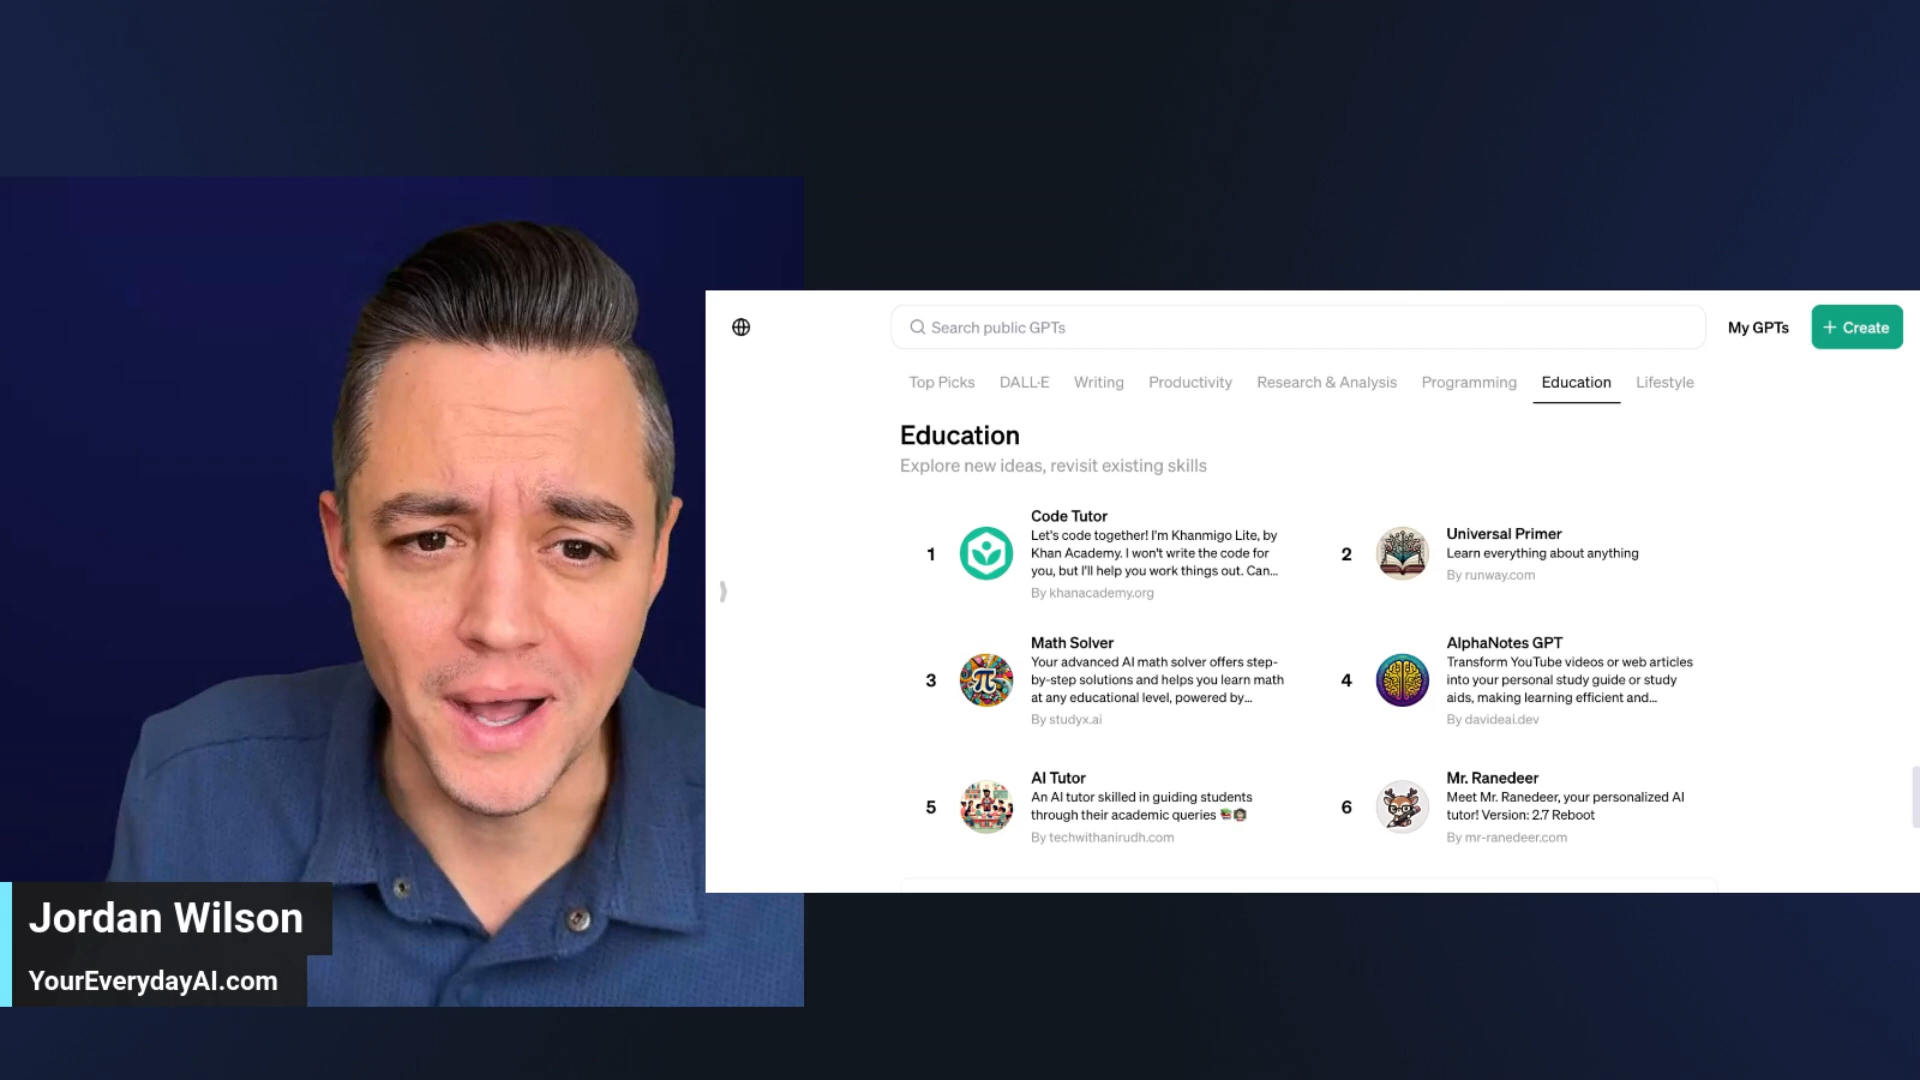 Search public GPTs
My GPTs
+ Create
Top Picks
DALL·E
Writing
Productivity
Research & Analysis
Programming
Education
Lifestyle
Education
Explore new ideas, revisit existing skills
1
Code Tutor
Let's code together! I'm Khanmigo Lite, by
Khan Academy. I won't write the code for
you, but I'll help you work things out. Can...
By khanacademy.org
2
Universal Primer
Learn everything about anything
By runway.com
3
Math Solver
Your advanced AI math solver offers step-
by-step solutions and helps you learn math
at any educational level, powered by...
By studyx.ai
4
AlphaNotes GPT
Transform YouTube videos or web articles
into your personal study guide or study
aids, making learning efficient and...
By davideai.dev
5
AI Tutor
An AI tutor skilled in guiding students
through their academic queries 📚👩🏽‍🎓
By techwithanirudh.com
6
Mr. Ranedeer
Meet Mr. Ranedeer, your personalized AI
tutor! Version: 2.7 Reboot
By mr-ranedeer.com
Jordan Wilson
YourEverydayAI.com